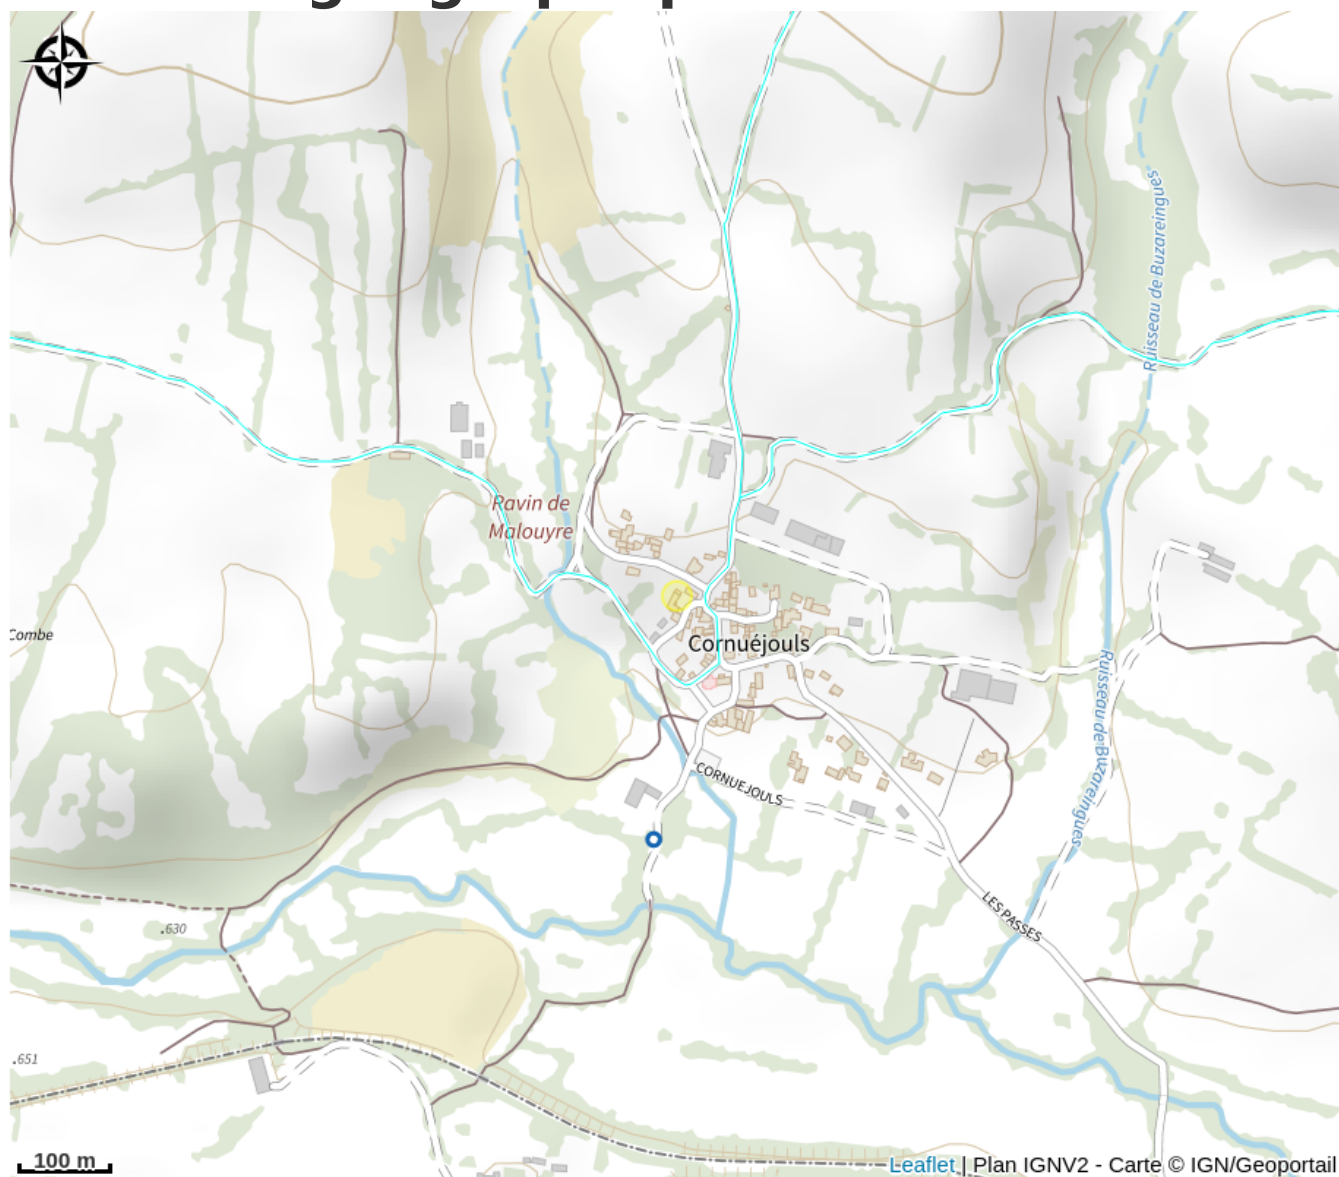 Ruisseau de Buzareingues
Ravin de
Malouyre
Combe
Cornuéjouls
Ruisseau de Buzareingues
CORNUEJOULS
LES PASSES
.630
.651
100 m
Leaflet | Plan IGNV2 - Carte © IGN/Geoportail